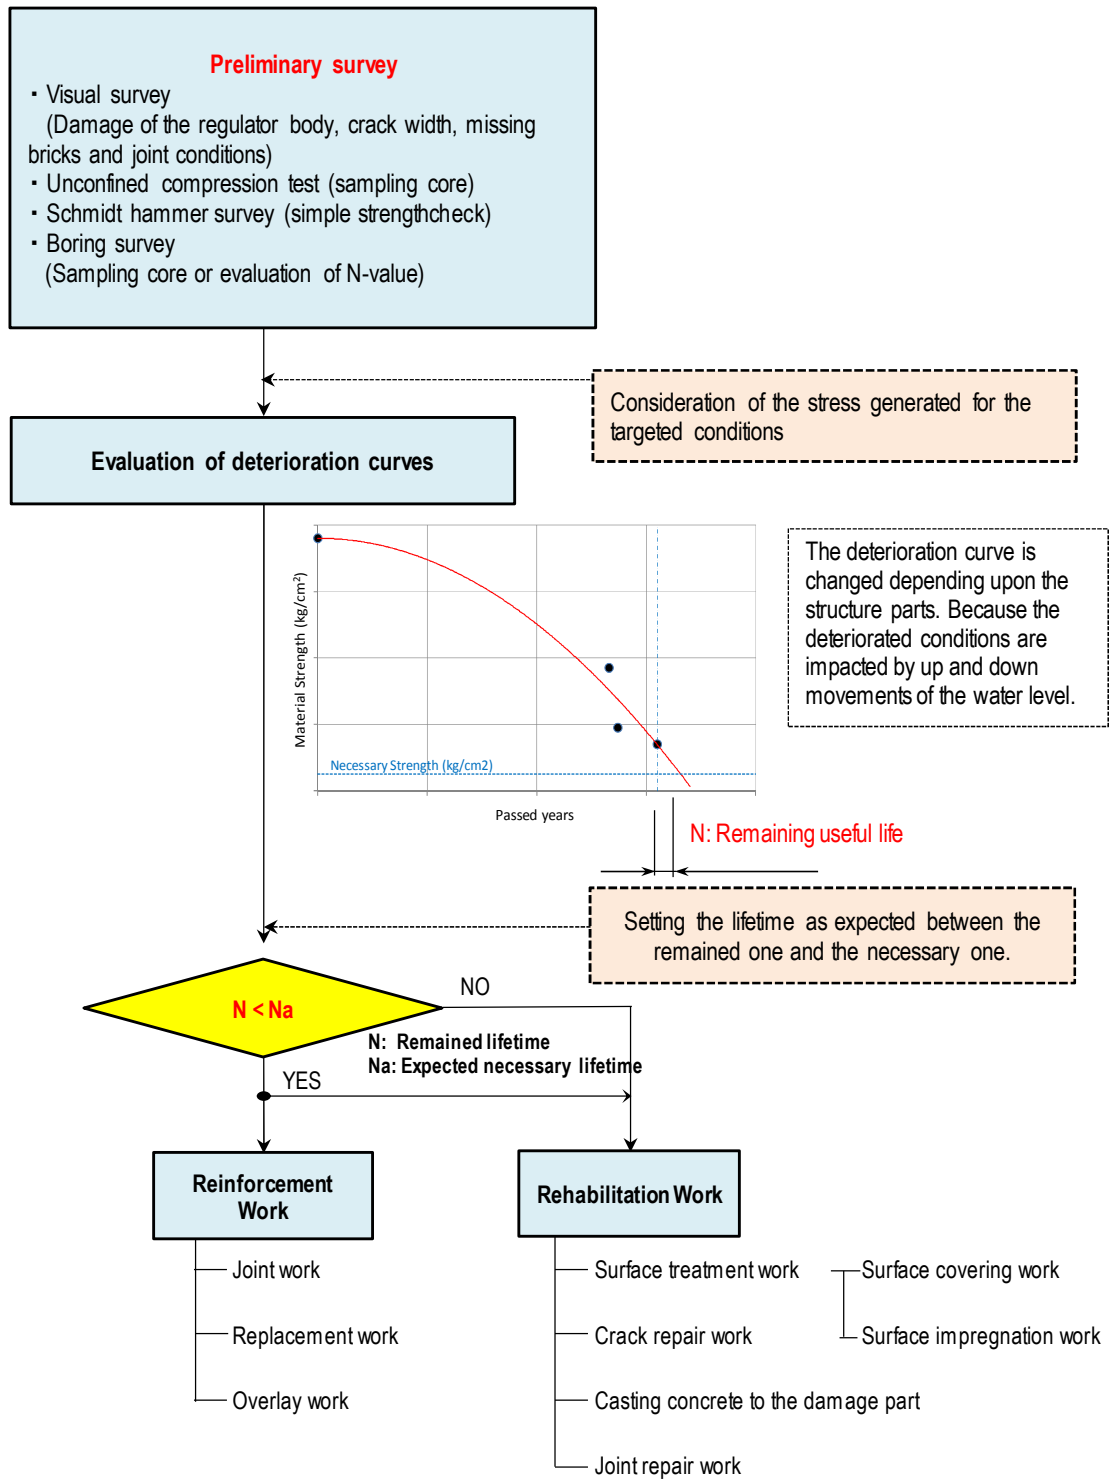 Preliminary survey
・Visual survey
(Damage of the regulator body, crack width, missing
bricks and joint conditions)
・Unconfined compression test (sampling core)
・Schmidt hammer survey (simple strengthcheck)
・Boring survey
(Sampling core or evaluation of N-value)
Consideration of the stress generated for the
targeted conditions
Evaluation of deterioration curves
Material Strength (kg/cm²)
Necessary Strength (kg/cm2)
Passed years
The deterioration curve is
changed depending upon the
structure parts. Because the
deteriorated conditions are
impacted by up and down
movements of the water level.
N: Remaining useful life
Setting the lifetime as expected between the
remained one and the necessary one.
N < Na
NO
N: Remained lifetime
Na: Expected necessary lifetime
YES
Reinforcement
Work
Rehabilitation Work
Joint work
Replacement work
Overlay work
Surface treatment work
Surface covering work
Crack repair work
Surface impregnation work
Casting concrete to the damage part
Joint repair work